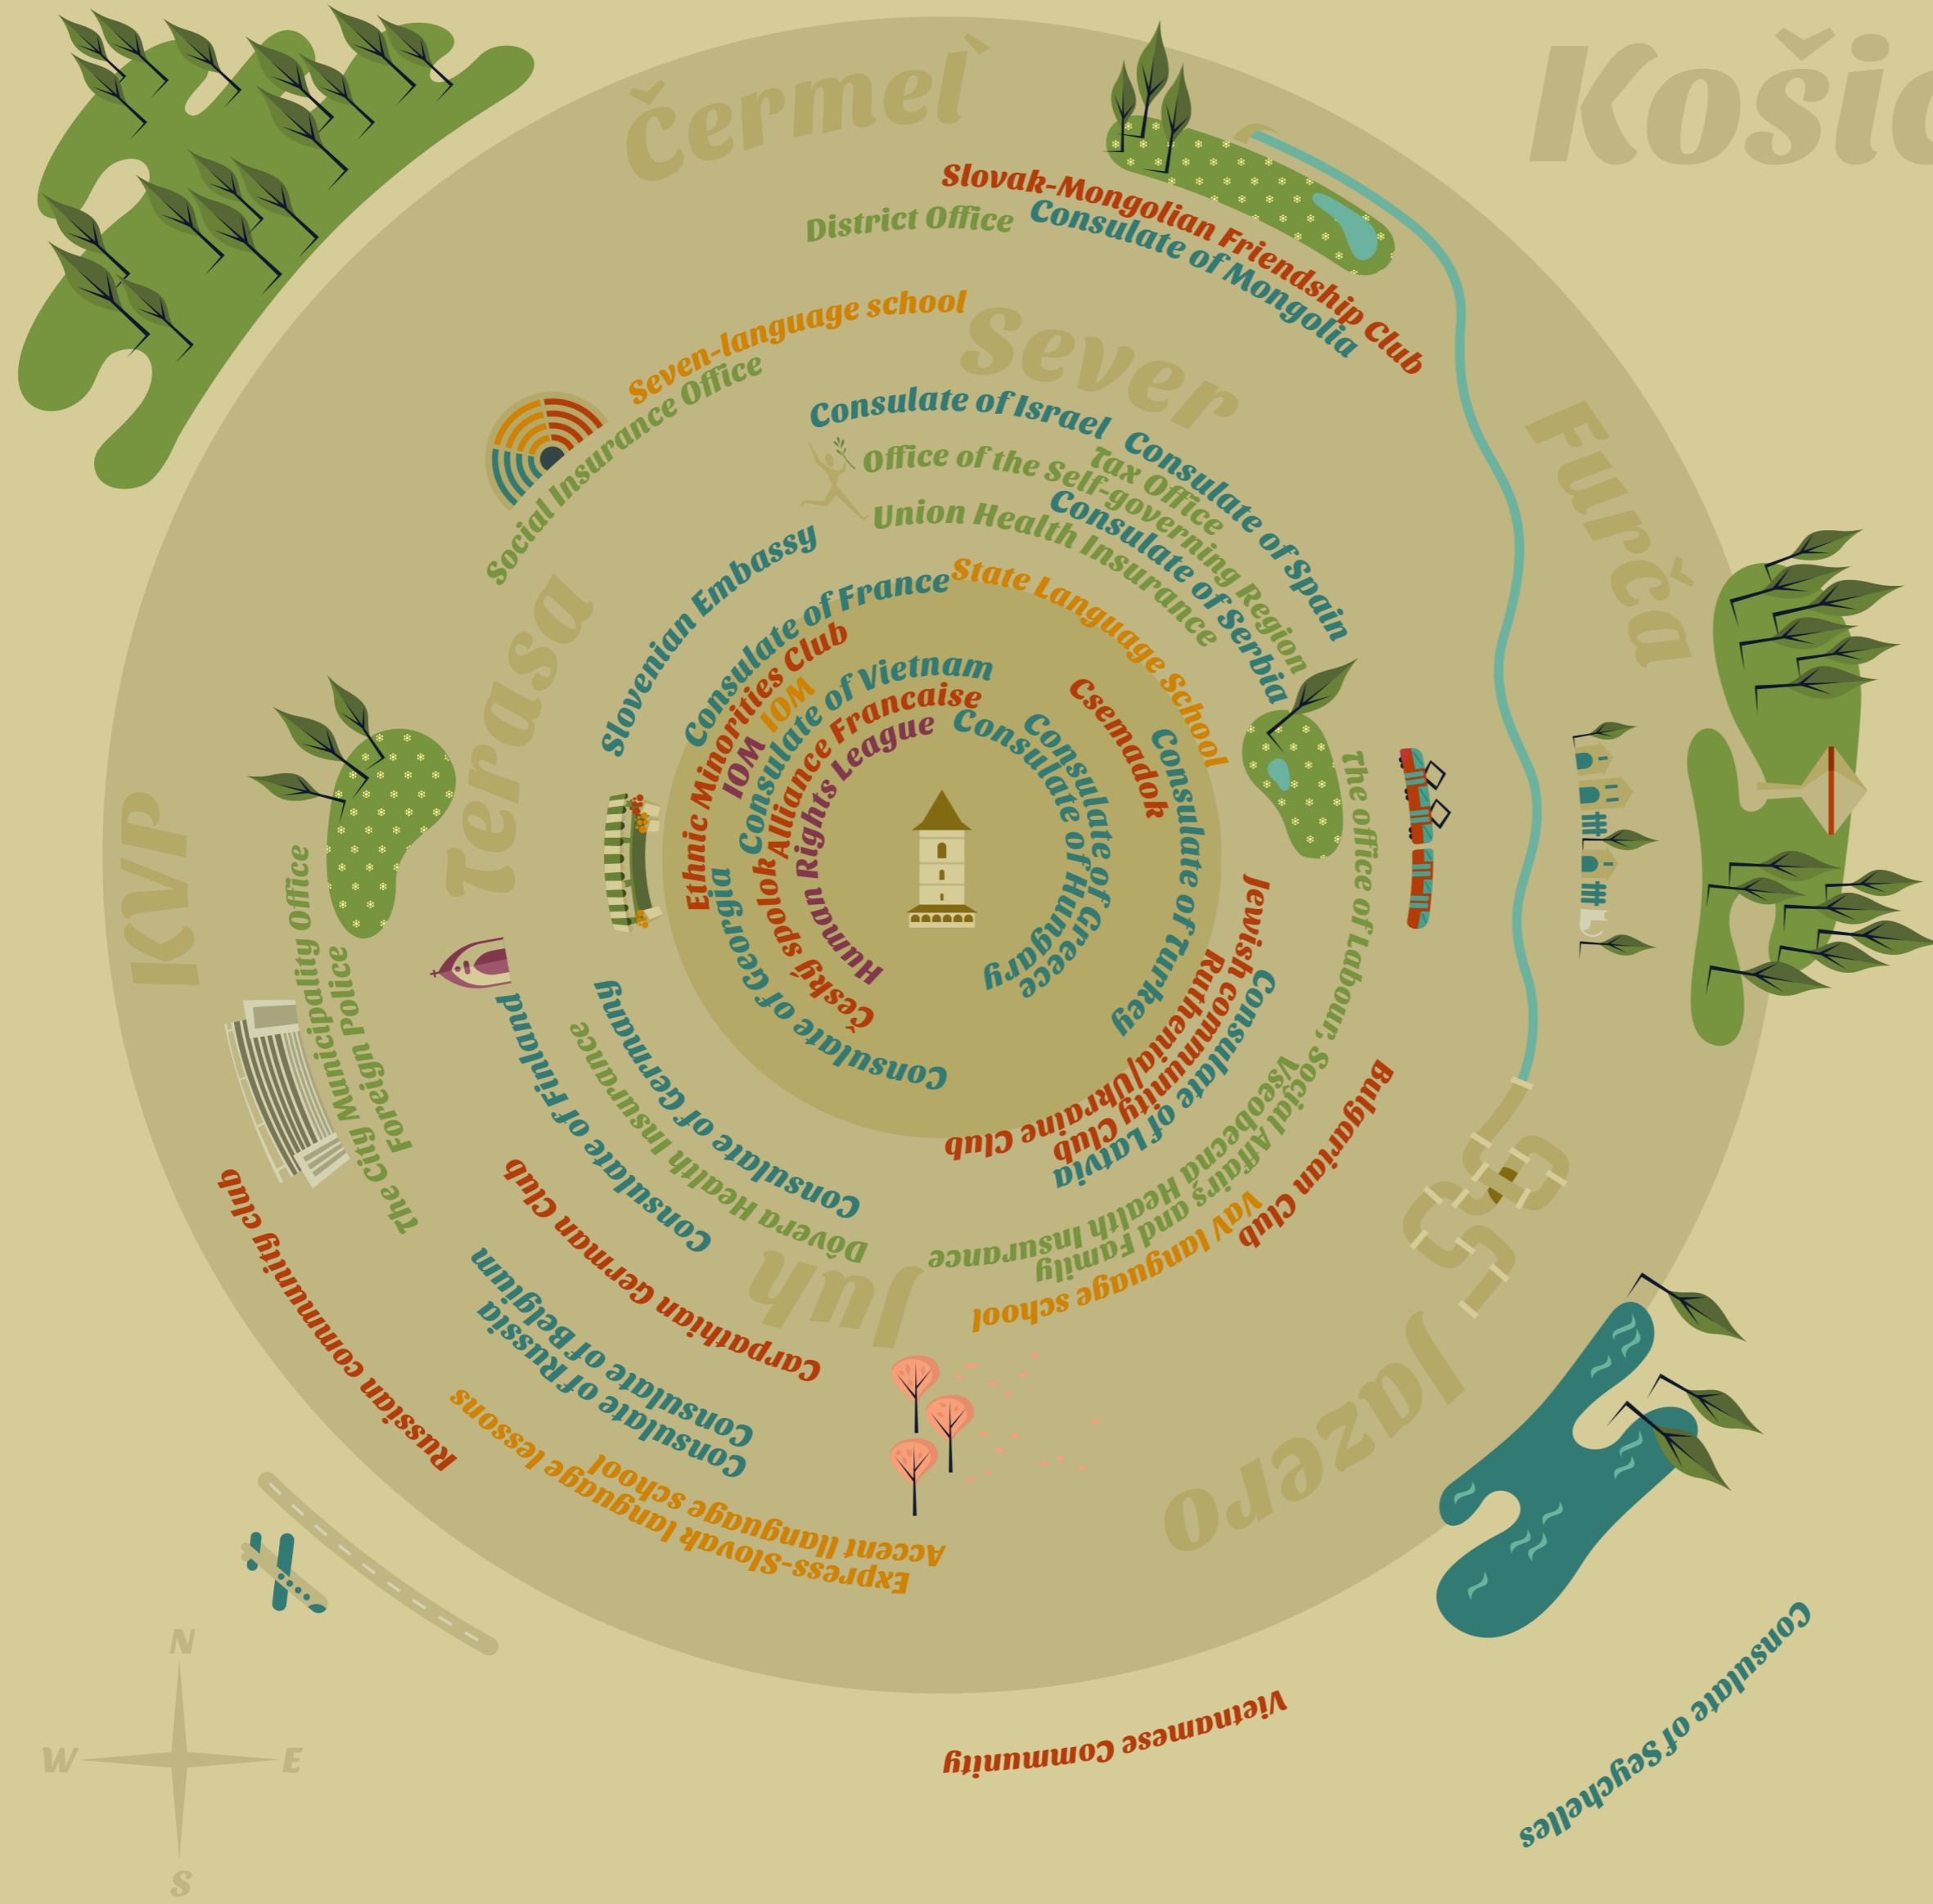 Košic
Čermeľ
Slovak-Mongolian Friendship Club
District Office
Consulate of Mongolia
Seven-language school
Social Insurance Office
Sever
Furča
Consulate of Israel
Consulate of Spain
Tax Office
Office of the Self-governing Region
Consulate of Serbia
Union Health Insurance
Slovenian Embassy
Terasa
KVP
State Language School
Consulate of France
Ethnic Minorities Club
IOM
IOM
Consulate of Vietnam
Alliance Francaise
Human Rights League
Consulate of Hungary
Consulate of Greece
Csemadok
Consulate of Turkey
Český spolok
Consulate of Georgia
The office of Labour, Social Affairs and Family
Jewish community Club
Ruthenia/Ukraine Club
Consulate of Latvia
Vseobecna Health Insurance
VaV language school
Bulgarian Club
The City Municipality Office
Foreign Police
Consulate of Germany
Dôvera Health Insurance
Consulate of Finland
Carpathian German Club
Juh
Jazero
Consulate of Belgium
Consulate of Russia
Russian community club
Accent llanguage school
Express-Slovak language lessons
Vietnamese Community
Consulate of Seychelles
N
W
E
S